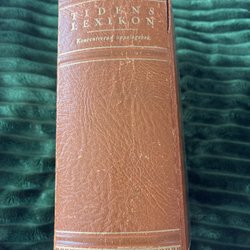 TIDENS
LEXIKON
Koncentrerad uppslagsbok